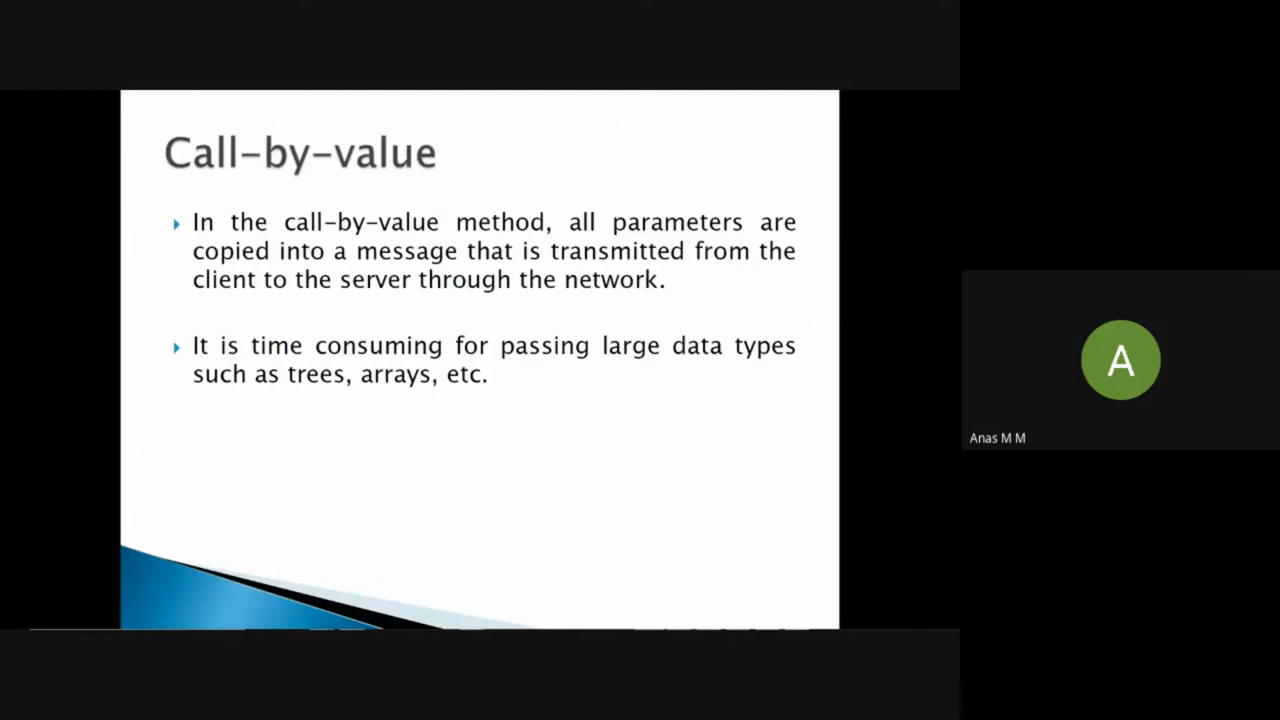 Call-by-value
In the call-by-value method, all parameters are
copied into a message that is transmitted from the
client to the server through the network.
It is time consuming for passing large data types
such as trees, arrays, etc.
A
Anas M M